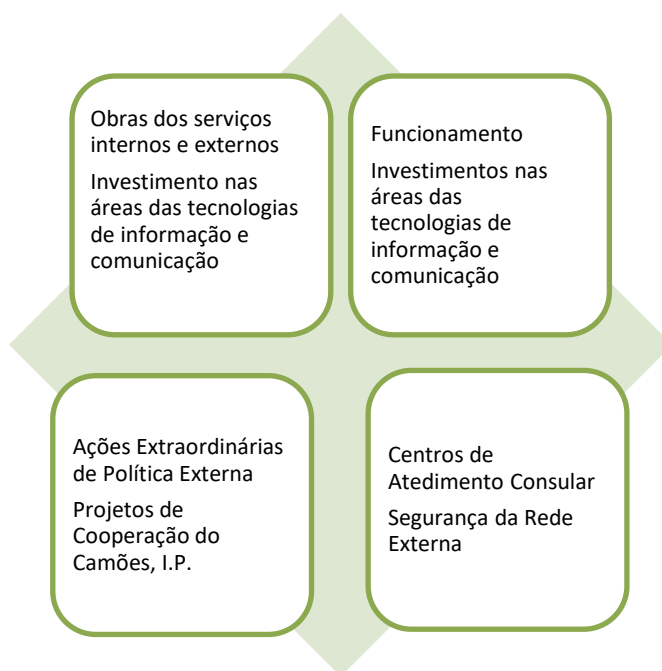 Obras dos serviços
internos e externos
Investimento nas
áreas das tecnologias
de informação e
comunicação
Funcionamento
Investimentos nas
áreas das
tecnologias de
informação e
comunicação
Ações Extraordinárias
de Política Externa
Projetos de
Cooperação do
Camões, I.P.
Centros de
Atedimento Consular
Segurança da Rede
Externa